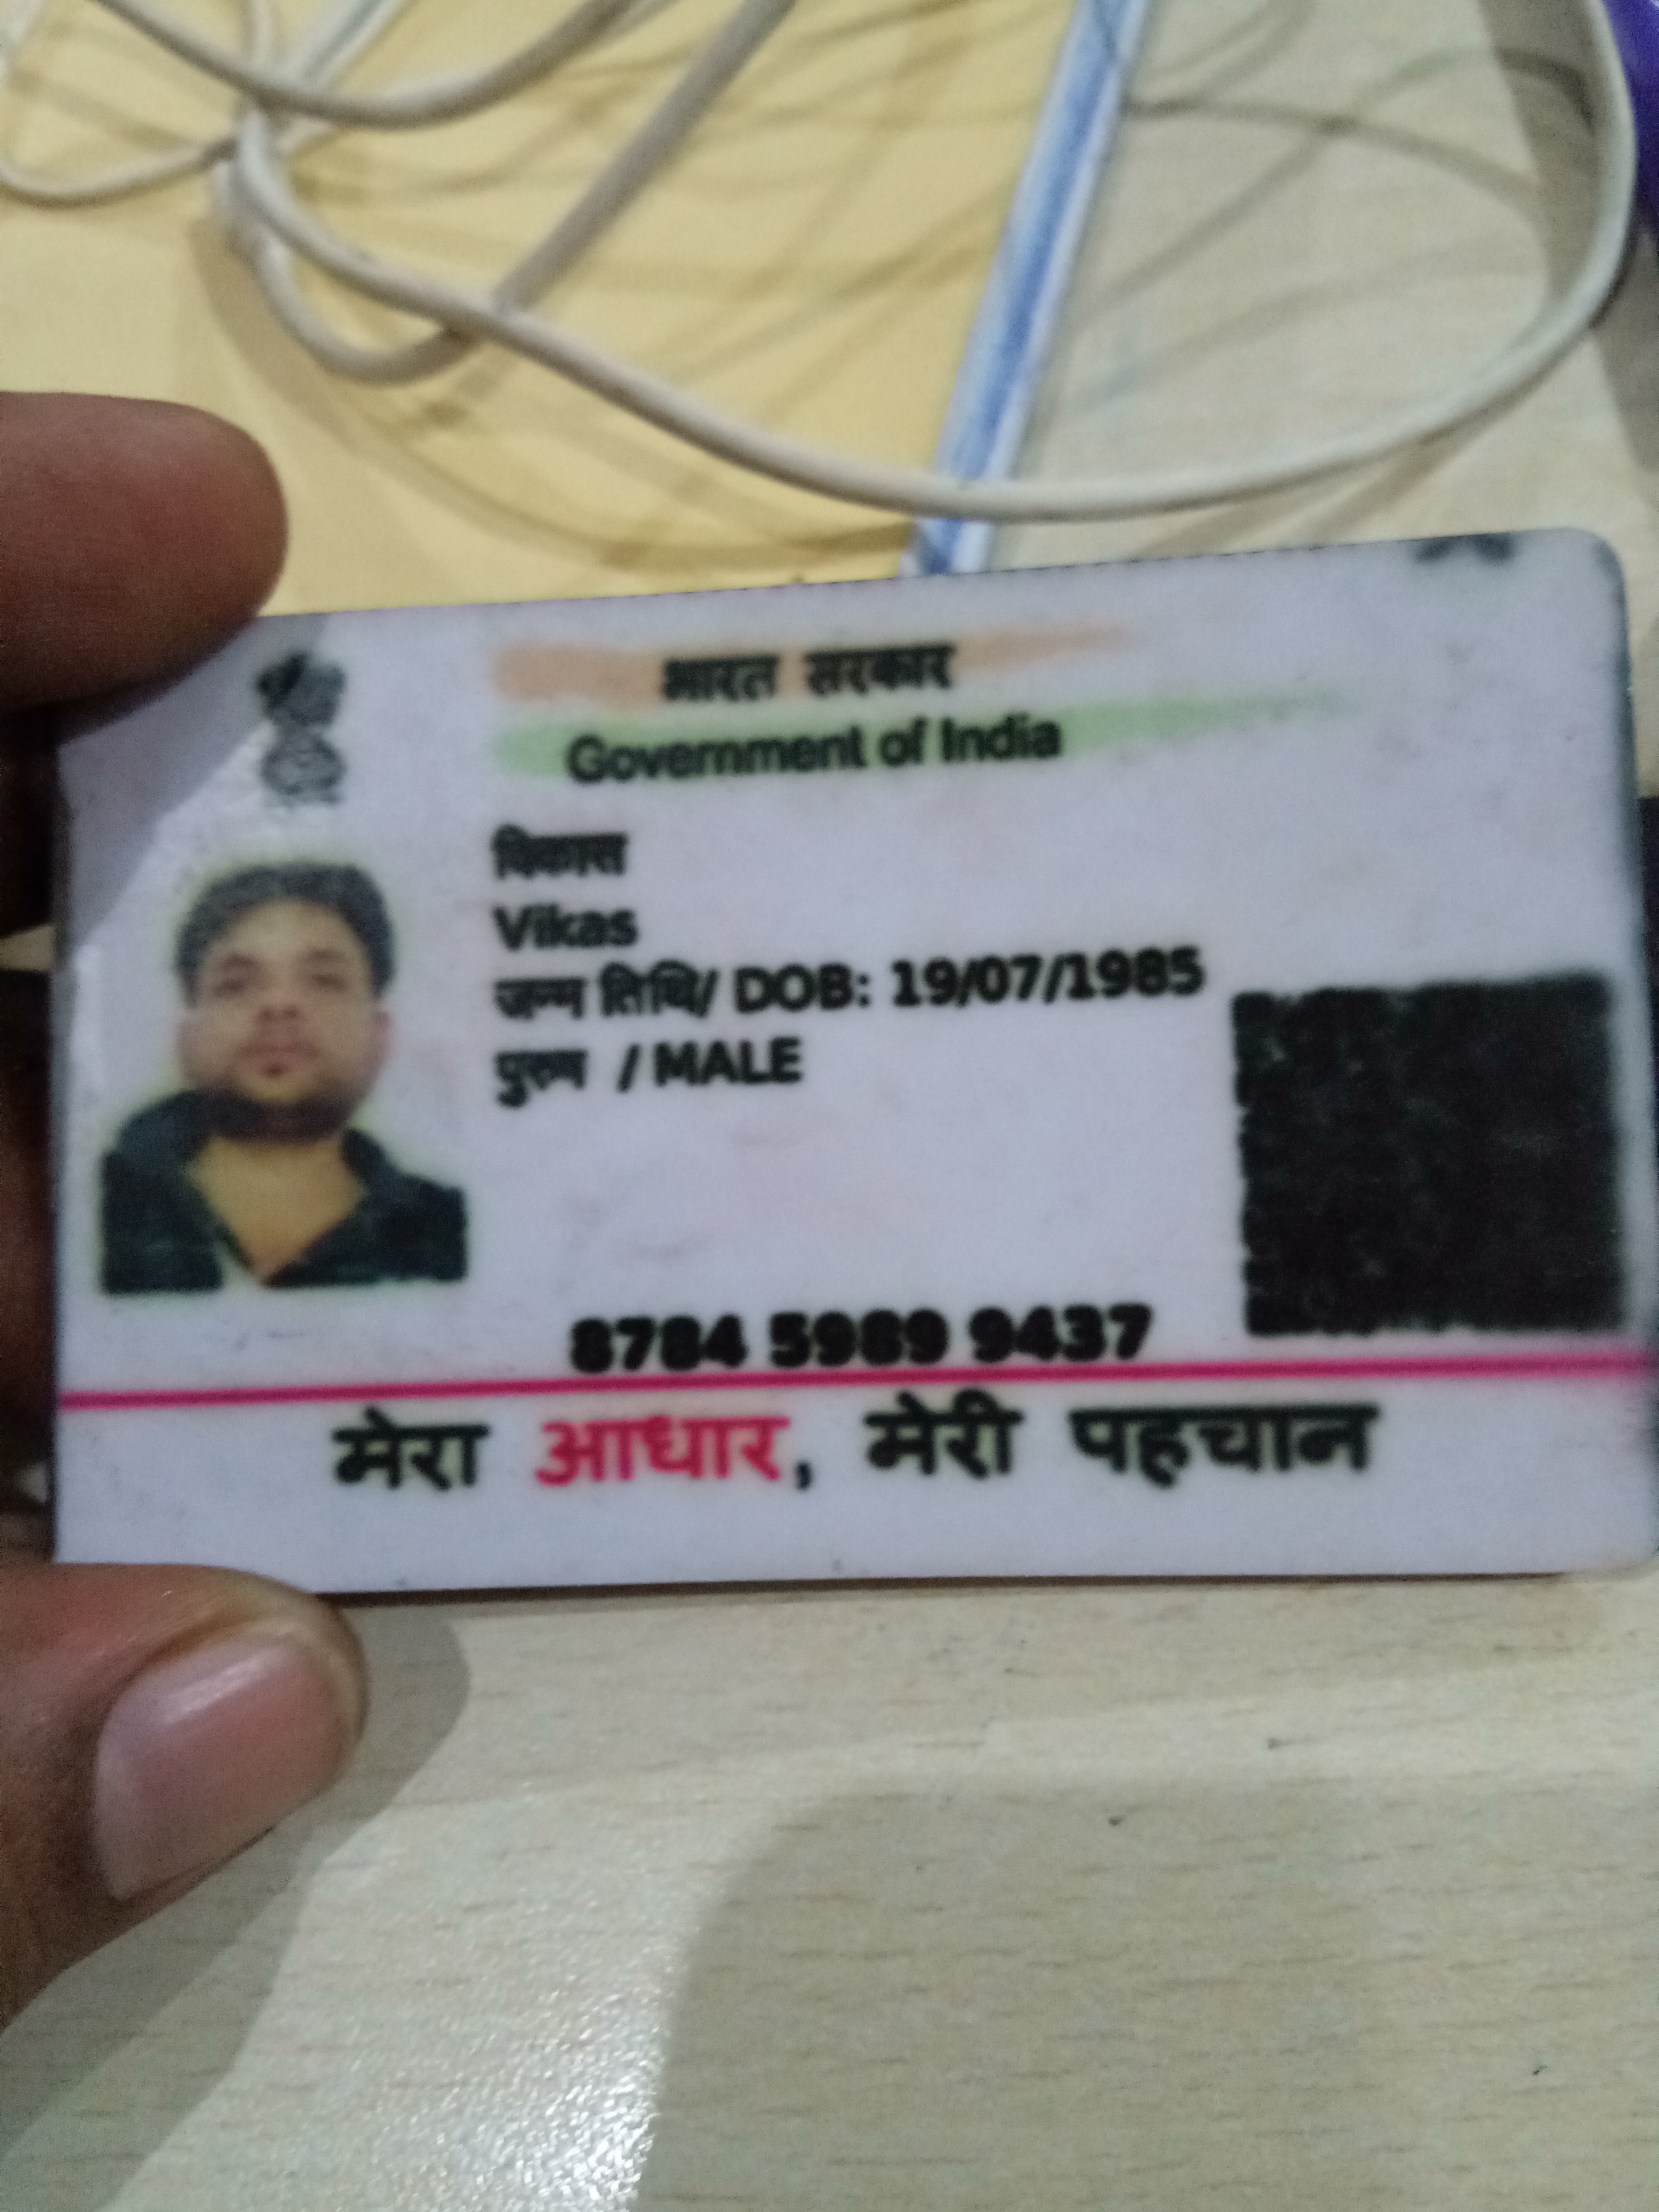 भारत सरकार
Government of India
विकास
Vikas
जन्म तिथि/ DOB: 19/07/1985
पुरुष / MALE
8784 5989 9437
मेरा आधार, मेरी पहचान